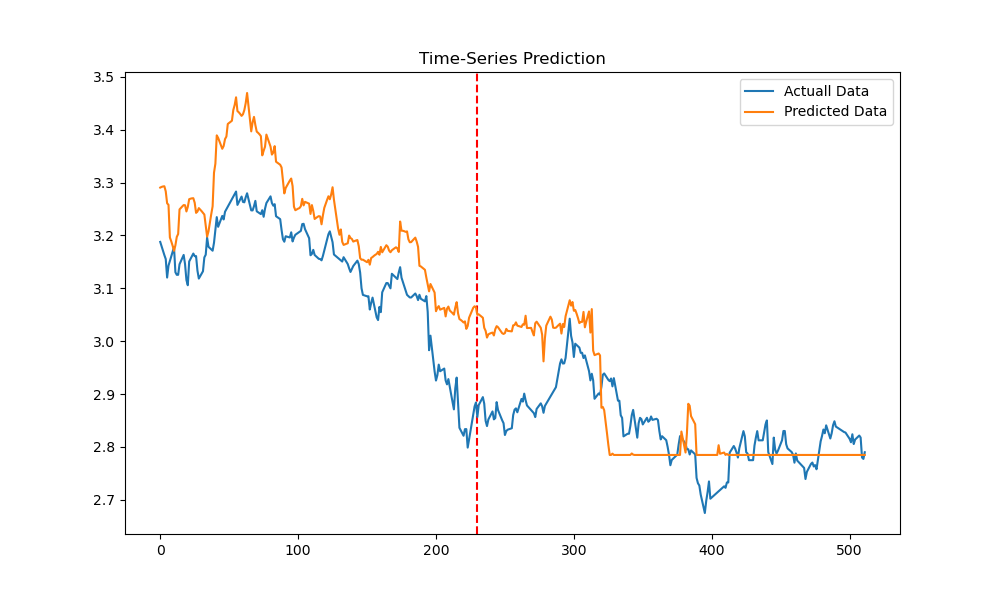 Time-Series Prediction
Actuall Data
Predicted Data
3.5
3.4
3.3
3.2
3.1
3.0
2.9
2.8
2.7
0 100 200 300 400 500